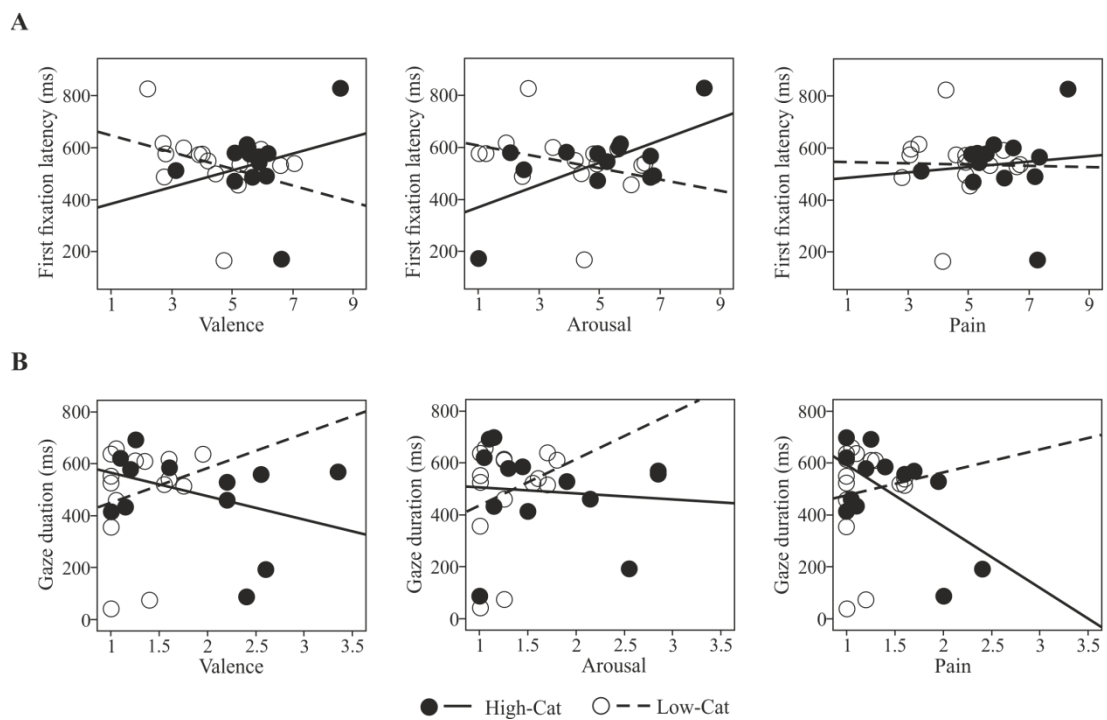 A
First fixation latency (ms)
800
600
400
200
1 3 5 7 9
Valence
First fixation latency (ms)
800
600
400
200
1 3 5 7 9
Arousal
First fixation latency (ms)
800
600
400
200
1 3 5 7 9
Pain
B
Gaze duation (ms)
800
600
400
200
0
1 1.5 2 2.5 3 3.5
Valence
Gaze duration (ms)
800
600
400
200
0
1 1.5 2 2.5 3 3.5
Arousal
Gaze duration (ms)
800
600
400
200
0
1 1.5 2 2.5 3 3.5
Pain
High-Cat Low-Cat